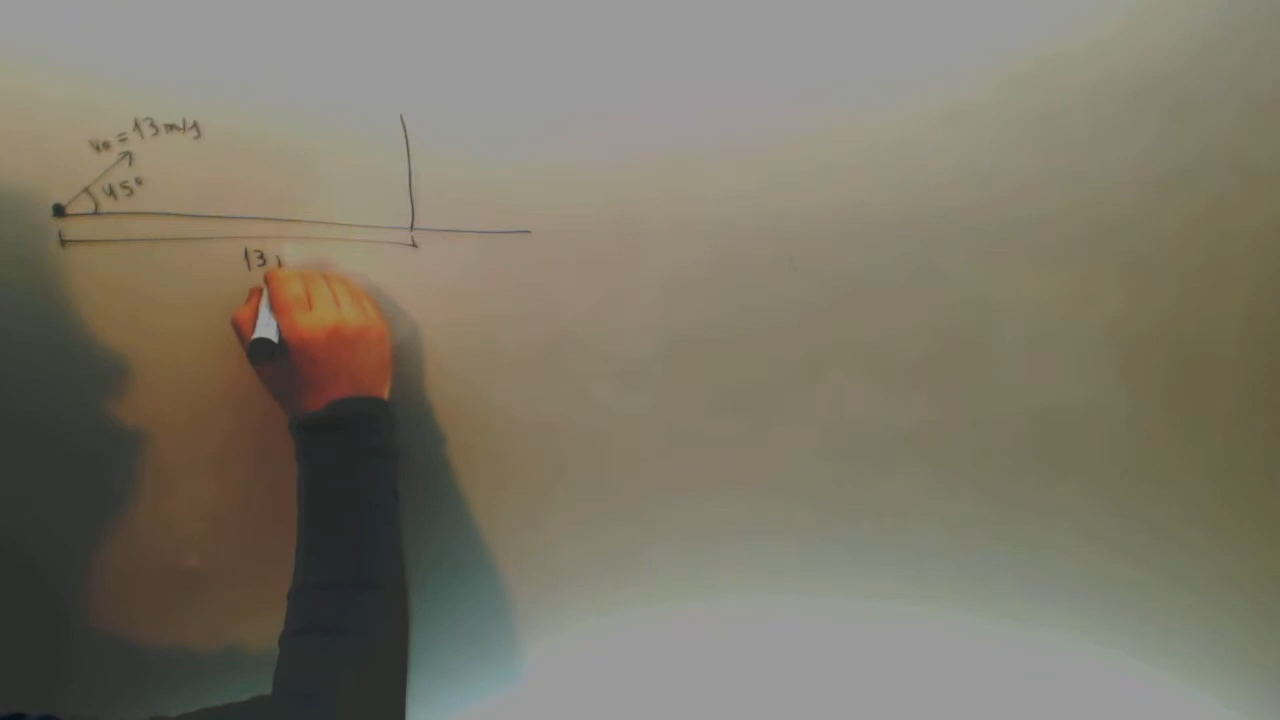 v₀ = 13 m/s
45°
13